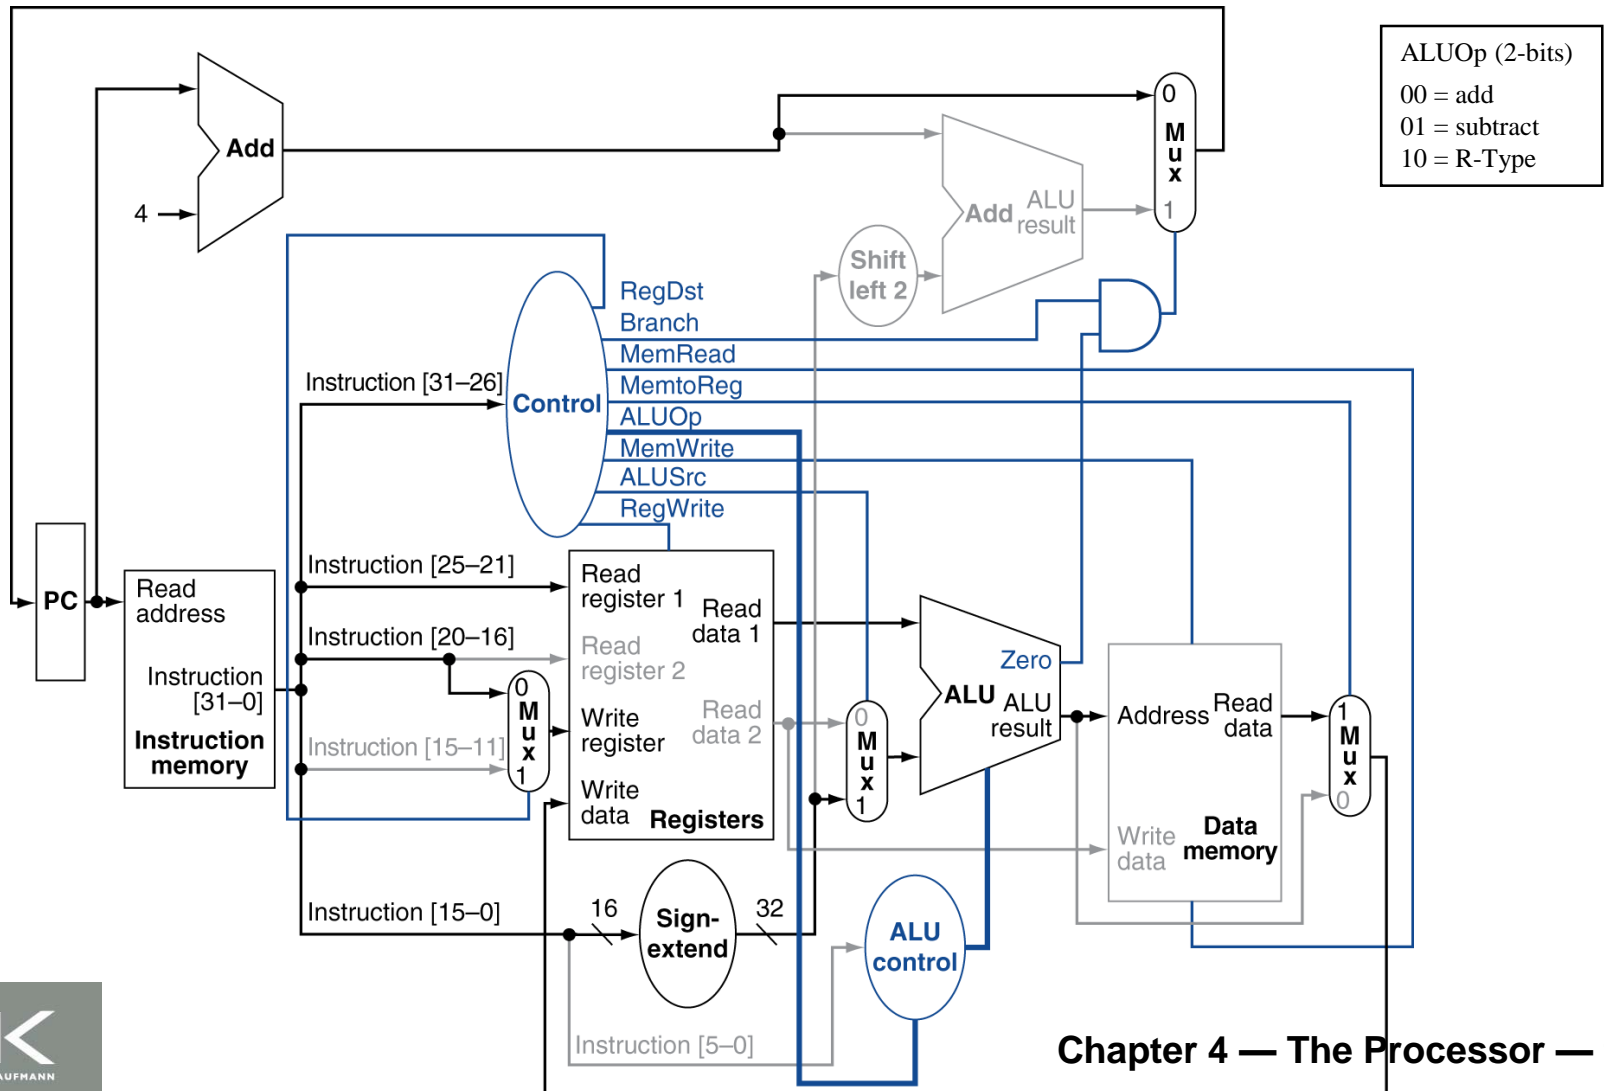 ALUOp (2-bits)
00 = add
01 = subtract
10 = R-Type
0
M
u
x
1
Add
4
Add
ALU
result
Shift
left 2
RegDst
Branch
MemRead
MemtoReg
ALUOp
MemWrite
ALUSrc
RegWrite
Instruction [31–26]
Control
PC
Read
address
Instruction
[31–0]
Instruction
memory
Instruction [25–21]
Instruction [20–16]
Instruction [15–11]
0
M
u
x
1
Read
register 1
Read
register 2
Write
register
Write
data
Read
data 1
Read
data 2
Registers
0
M
u
x
1
Zero
ALU
ALU
result
Address
Read
data
Write
data
Data
memory
1
M
u
x
0
Instruction [15–0]
16
Sign-
extend
32
ALU
control
Instruction [5–0]
Chapter 4 — The Processor —
K
AUFMANN